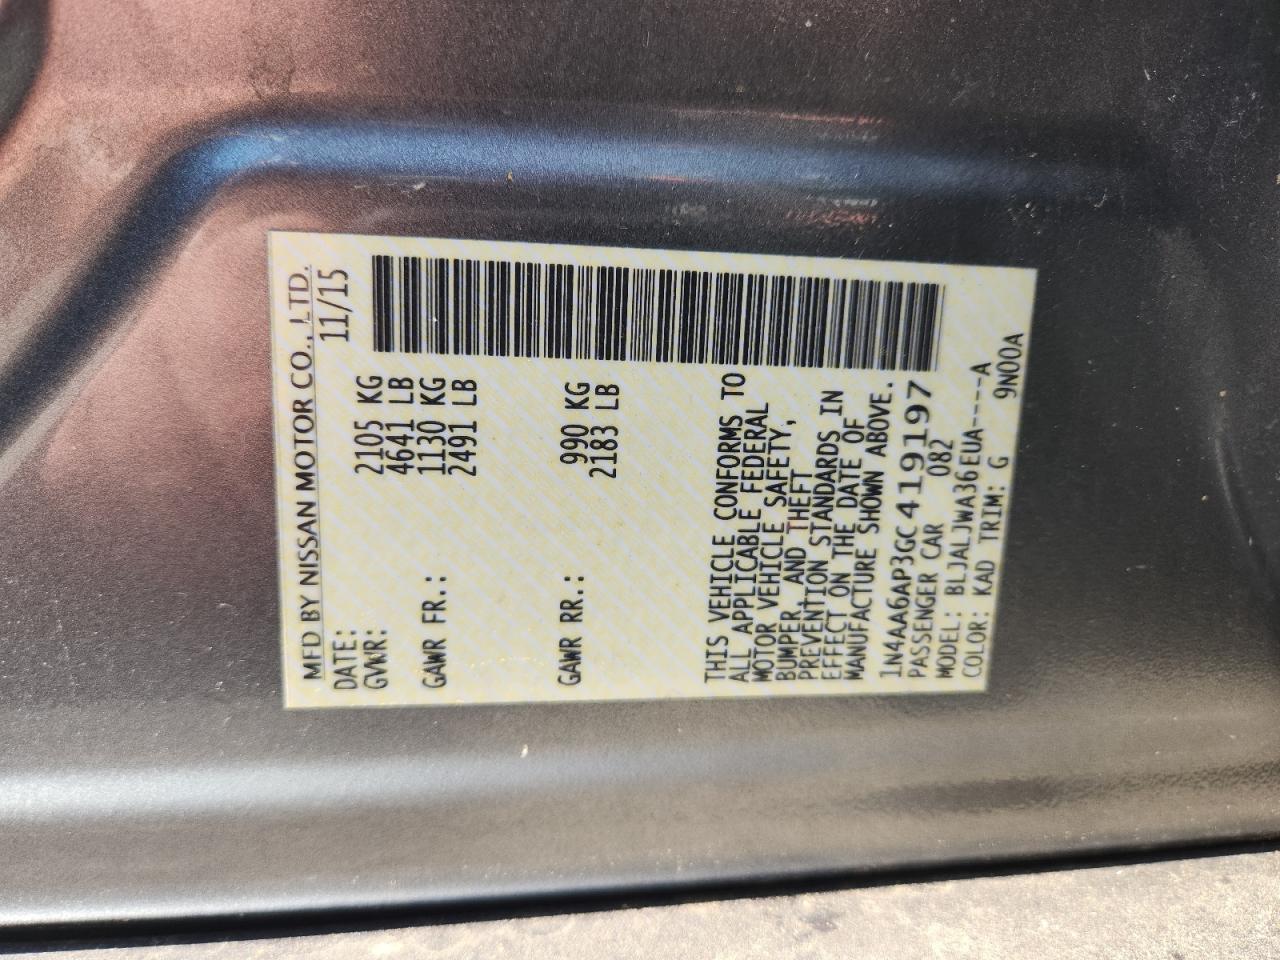 MFD BY NISSAN MOTOR CO., LTD.
DATE: 11/15
GVWR: 2105 KG
4641 LB
GAWR FR.: 1130 KG
2491 LB
GAWR RR.: 990 KG
2183 LB
THIS VEHICLE CONFORMS TO
ALL APPLICABLE FEDERAL
MOTOR VEHICLE SAFETY,
BUMPER, AND THEFT
PREVENTION STANDARDS IN
EFFECT ON THE DATE OF
MANUFACTURE SHOWN ABOVE.
1N4AA6AP3GC419197
PASSENGER CAR 082
MODEL: BLJALJWA36EUA----A
COLOR: KAD TRIM: G 9N00A